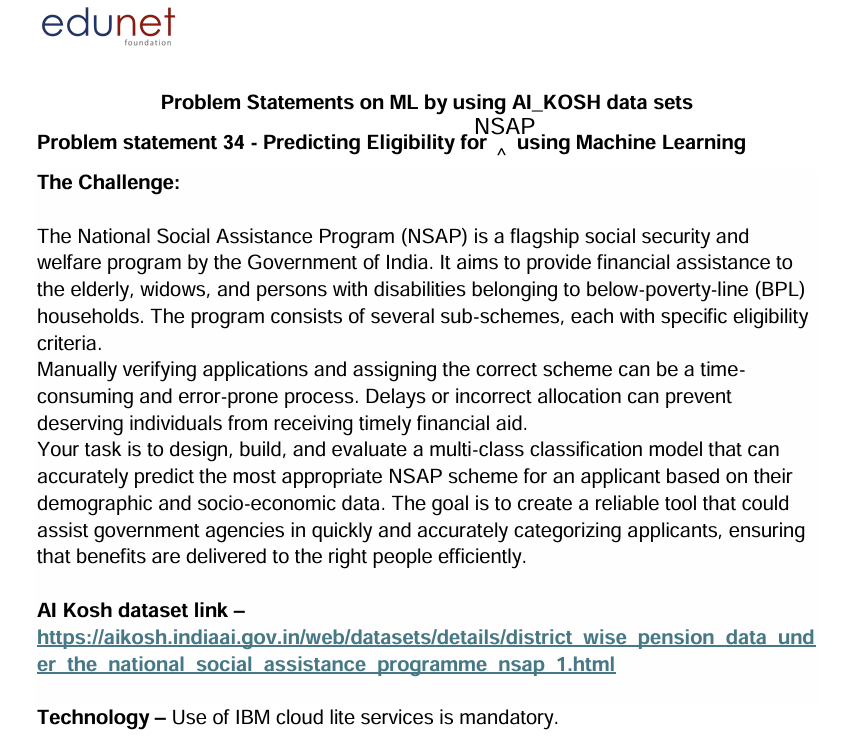 edunet
foundation
Problem Statements on ML by using AI_KOSH data sets
NSAP
Problem statement 34 - Predicting Eligibility for ^ using Machine Learning
The Challenge:
The National Social Assistance Program (NSAP) is a flagship social security and
welfare program by the Government of India. It aims to provide financial assistance to
the elderly, widows, and persons with disabilities belonging to below-poverty-line (BPL)
households. The program consists of several sub-schemes, each with specific eligibility
criteria.
Manually verifying applications and assigning the correct scheme can be a time-
consuming and error-prone process. Delays or incorrect allocation can prevent
deserving individuals from receiving timely financial aid.
Your task is to design, build, and evaluate a multi-class classification model that can
accurately predict the most appropriate NSAP scheme for an applicant based on their
demographic and socio-economic data. The goal is to create a reliable tool that could
assist government agencies in quickly and accurately categorizing applicants, ensuring
that benefits are delivered to the right people efficiently.
AI Kosh dataset link –
https://aikosh.indiaai.gov.in/web/datasets/details/district_wise_pension_data_und
er_the_national_social_assistance_programme_nsap_1.html
Technology – Use of IBM cloud lite services is mandatory.